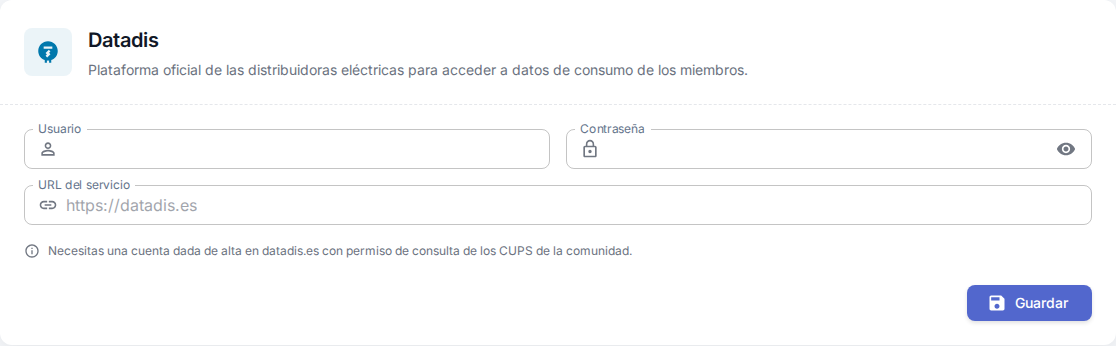 Datadis
Plataforma oficial de las distribuidoras eléctricas para acceder a datos de consumo de los miembros.
Usuario
Contraseña
URL del servicio
https://datadis.es
Necesitas una cuenta dada de alta en datadis.es con permiso de consulta de los CUPS de la comunidad.
Guardar